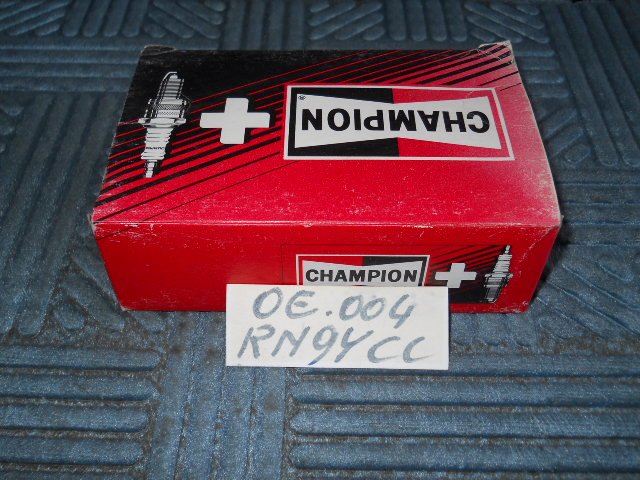 CHAMPION
®
CHAMPION
OE.004
RN9YCC